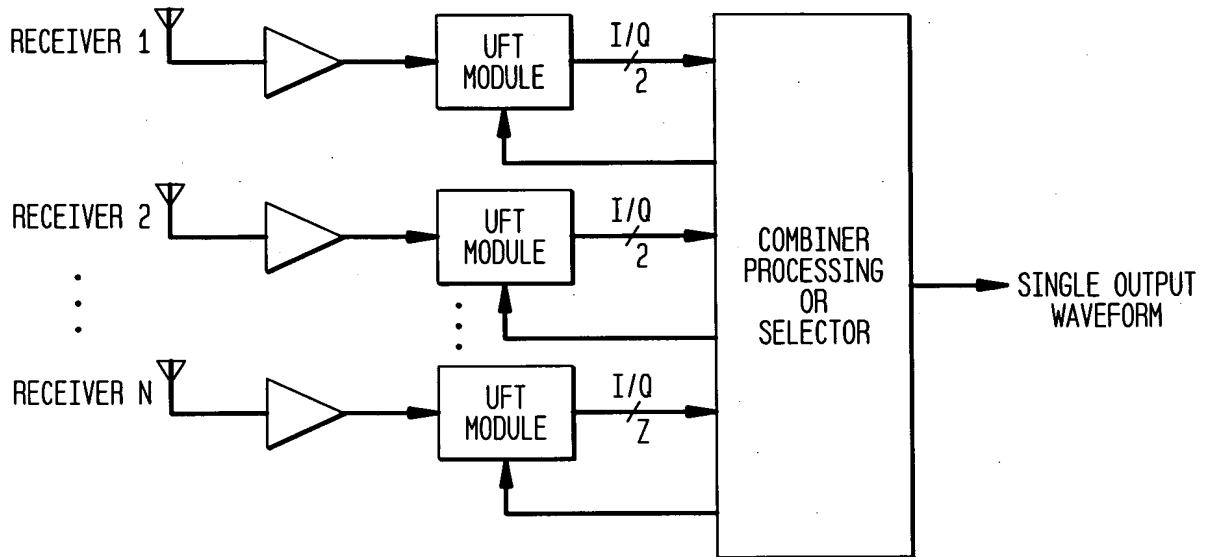 RECEIVER 1
UFT
MODULE
I/Q
2
RECEIVER 2
UFT
MODULE
I/Q
2
COMBINER
PROCESSING
OR
SELECTOR
SINGLE OUTPUT
WAVEFORM
RECEIVER N
UFT
MODULE
I/Q
Z